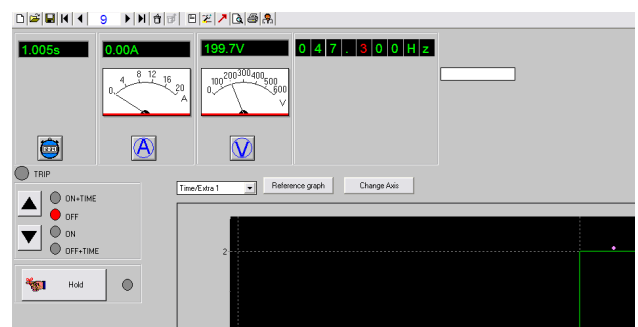 9
1.005s
0.00A
199.7V
047.300Hz
0 4 8 12 16 20 A
0 100 200 300 400 500 600 V
A
V
TRIP
Time/Extra 1
Reference graph
Change Axis
ON+TIME
OFF
ON
OFF+TIME
2
Hold